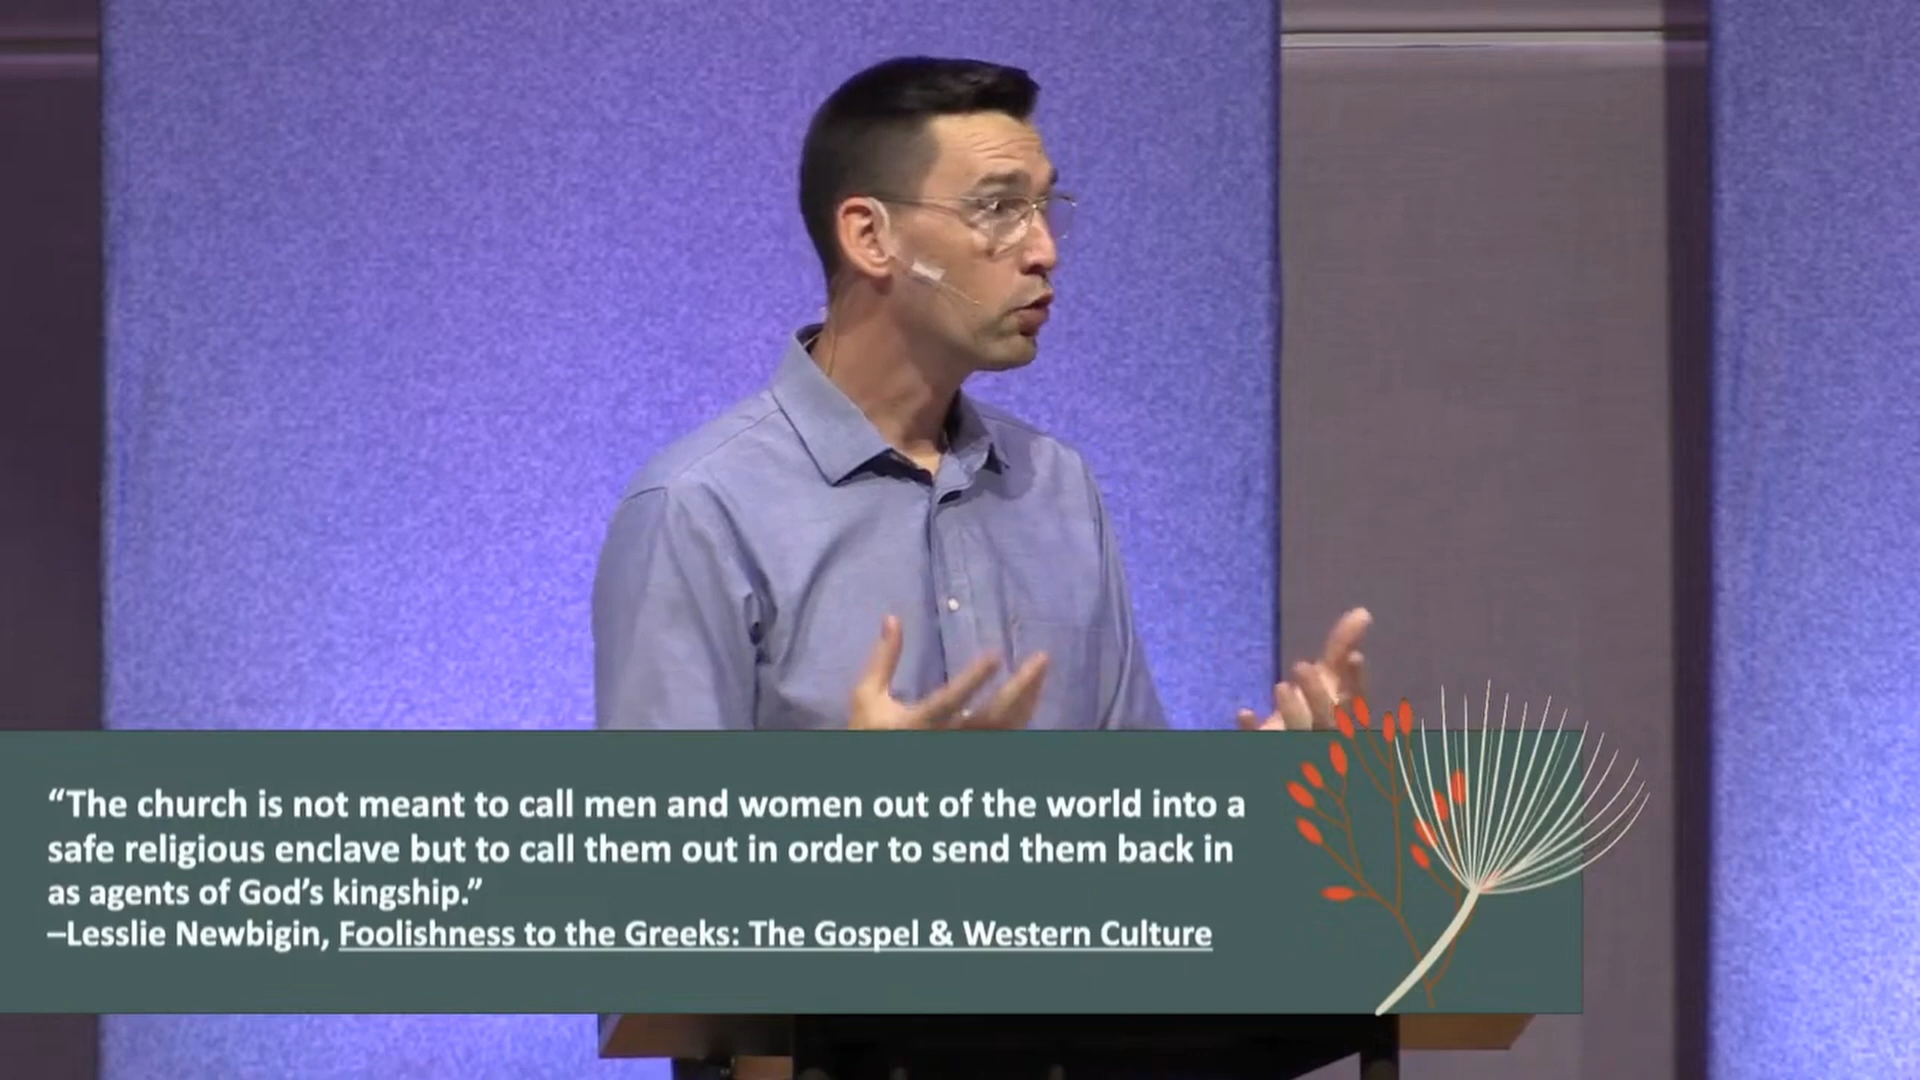 “The church is not meant to call men and women out of the world into a
safe religious enclave but to call them out in order to send them back in
as agents of God’s kingship.”
–Lesslie Newbigin, Foolishness to the Greeks: The Gospel & Western Culture